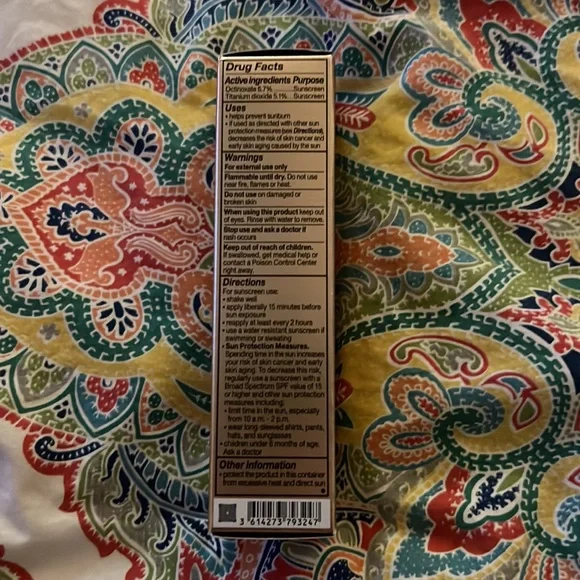 Drug Facts
Active ingredients Purpose
Octinoxate 5.7% ..........Sunscreen
Titanium dioxide 5.1%...Sunscreen
Uses
• helps prevent sunburn
• if used as directed with other sun
protection measures (see Directions),
decreases the risk of skin cancer and
early skin aging caused by the sun
Warnings
For external use only
Flammable until dry. Do not use
near fire, flames or heat.
Do not use on damaged or
broken skin
When using this product keep out
of eyes. Rinse with water to remove.
Stop use and ask a doctor if
rash occurs
Keep out of reach of children.
If swallowed, get medical help or
contact a Poison Control Center
right away.
Directions
For sunscreen use:
• shake well
• apply liberally 15 minutes before
sun exposure
• reapply at least every 2 hours
• use a water resistant sunscreen if
swimming or sweating
• Sun Protection Measures.
Spending time in the sun increases
your risk of skin cancer and early
skin aging. To decrease this risk,
regularly use a sunscreen with a
Broad Spectrum SPF value of 15
or higher and other sun protection
measures including:
• limit time in the sun, especially
from 10 a.m. - 2 p.m.
• wear long-sleeved shirts, pants,
hats, and sunglasses
• children under 6 months of age:
Ask a doctor
Other information
• protect the product in this container
from excessive heat and direct sun
3 614273 793247